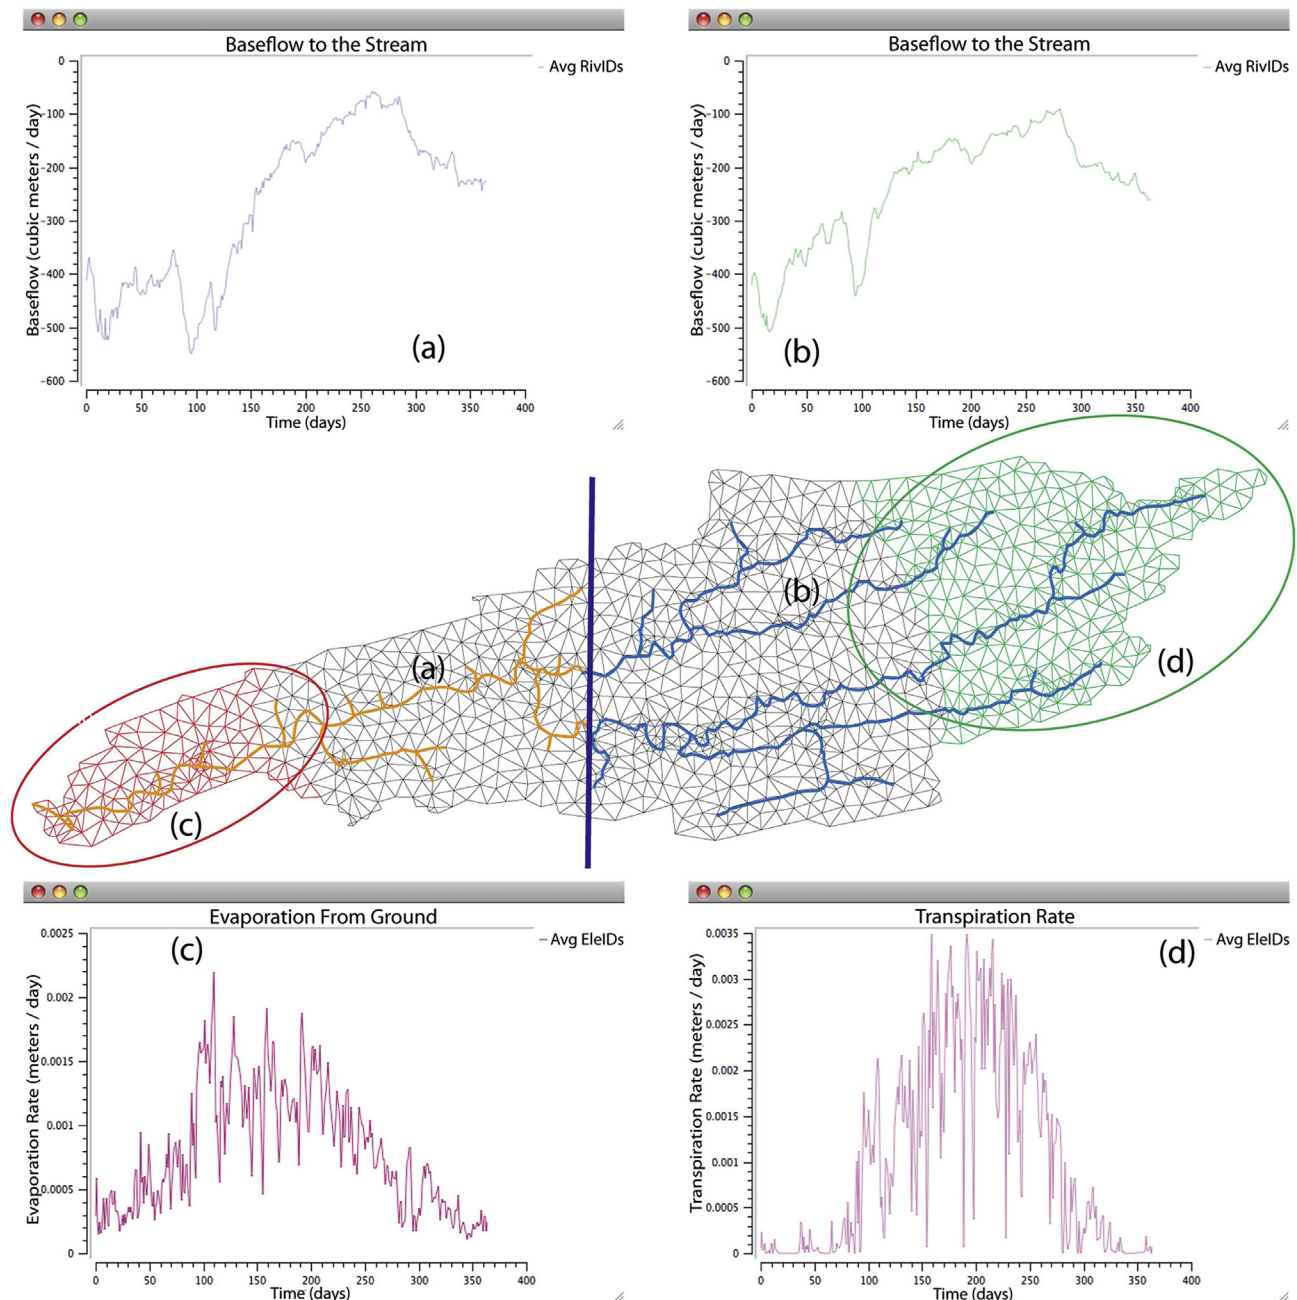 Baseflow to the Stream
Avg RivIDs
Baseflow (cubic meters / day)
0
-100
-200
-300
-400
-500
-600
0 50 100 150 200 250 300 350 400
Time (days)
(a)
Baseflow to the Stream
Avg RivIDs
Baseflow (cubic meters / day)
0
-100
-200
-300
-400
-500
-600
0 50 100 150 200 250 300 350 400
Time (days)
(b)
(a)
(b)
(c)
(d)
Evaporation From Ground
Avg EleIDs
(c)
Evaporation Rate (meters / day)
0.0025
0.002
0.0015
0.001
0.0005
0
0 50 100 150 200 250 300 350 400
Time (days)
Transpiration Rate
Avg EleIDs
(d)
Transpiration Rate (meters / day)
0.0035
0.003
0.0025
0.002
0.0015
0.001
0.0005
0
0 50 100 150 200 250 300 350 400
Time (days)